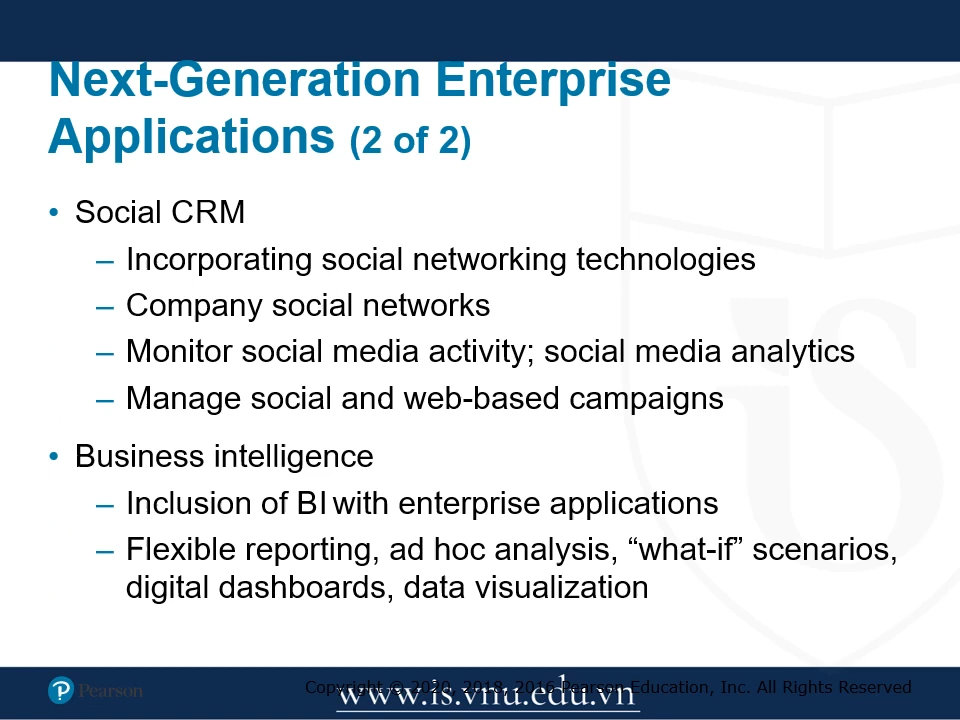 Next-Generation Enterprise
Applications (2 of 2)
• Social CRM
– Incorporating social networking technologies
– Company social networks
– Monitor social media activity; social media analytics
– Manage social and web-based campaigns
• Business intelligence
– Inclusion of BI with enterprise applications
– Flexible reporting, ad hoc analysis, “what-if” scenarios,
digital dashboards, data visualization
iS
P Pearson
Copyright © 2020, 2018, 2016 Pearson Education, Inc. All Rights Reserved
www.is.vnu.edu.vn